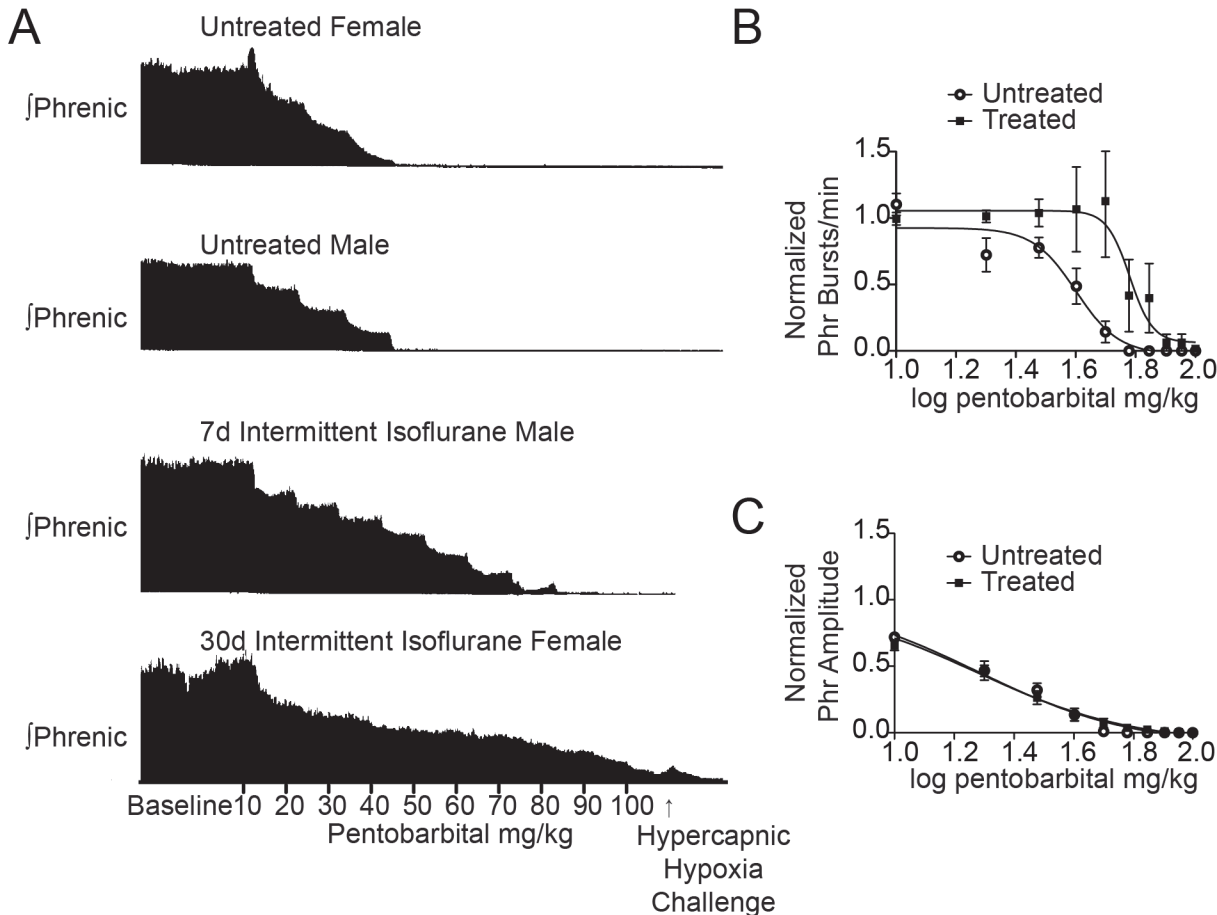 A
Untreated Female
∫Phrenic
Untreated Male
∫Phrenic
7d Intermittent Isoflurane Male
∫Phrenic
30d Intermittent Isoflurane Female
∫Phrenic
Baseline 10 20 30 40 50 60 70 80 90 100 ↑
Pentobarbital mg/kg
Hypercapnic
Hypoxia
Challenge
B
Untreated
Treated
Normalized
Phr Bursts/min
1.5
1.0
0.5
0.0
1.0 1.2 1.4 1.6 1.8 2.0
log pentobarbital mg/kg
C
Untreated
Treated
Normalized
Phr Amplitude
1.5
1.0
0.5
0.0
1.0 1.2 1.4 1.6 1.8 2.0
log pentobarbital mg/kg